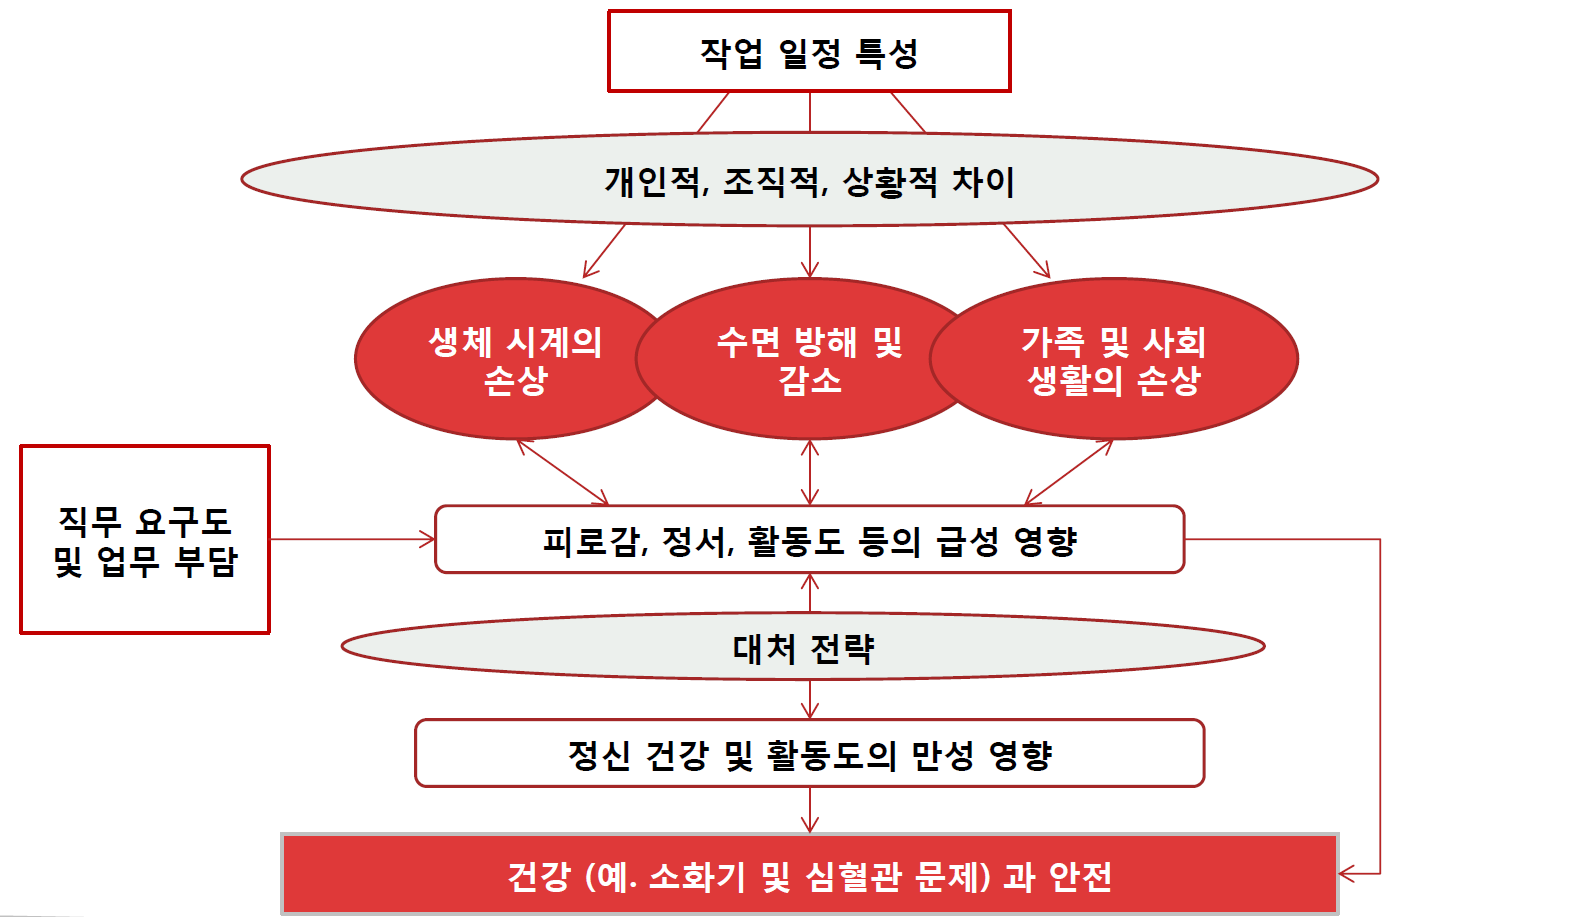 작업 일정 특성
개인적, 조직적, 상황적 차이
생체 시계의
손상
수면 방해 및
감소
가족 및 사회
생활의 손상
직무 요구도
및 업무 부담
피로감, 정서, 활동도 등의 급성 영향
대처 전략
정신 건강 및 활동도의 만성 영향
건강 (예. 소화기 및 심혈관 문제) 과 안전